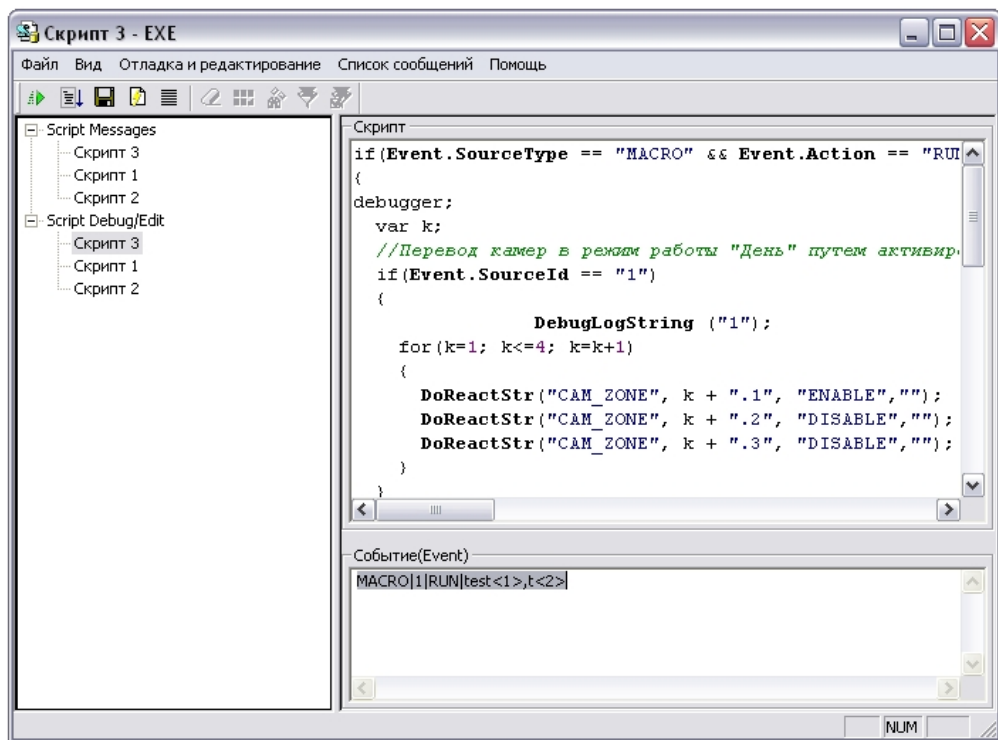 Скрипт 3 - EXE
Файл Вид Отладка и редактирование Список сообщений Помощь
Script Messages
Скрипт 3
Скрипт 1
Скрипт 2
Script Debug/Edit
Скрипт 3
Скрипт 1
Скрипт 2
Скрипт
if(Event.SourceType == "MACRO" && Event.Action == "RUN
{
debugger;
var k;
//Перевод камер в режим работы "День" путем активир
if(Event.SourceId == "1")
{
DebugLogString ("1");
for(k=1; k<=4; k=k+1)
{
DoReactStr("CAM_ZONE", k + ".1", "ENABLE","");
DoReactStr("CAM_ZONE", k + ".2", "DISABLE","");
DoReactStr("CAM_ZONE", k + ".3", "DISABLE","");
}
}
Событие(Event)
MACRO|1|RUN|test<1>,t<2>
NUM